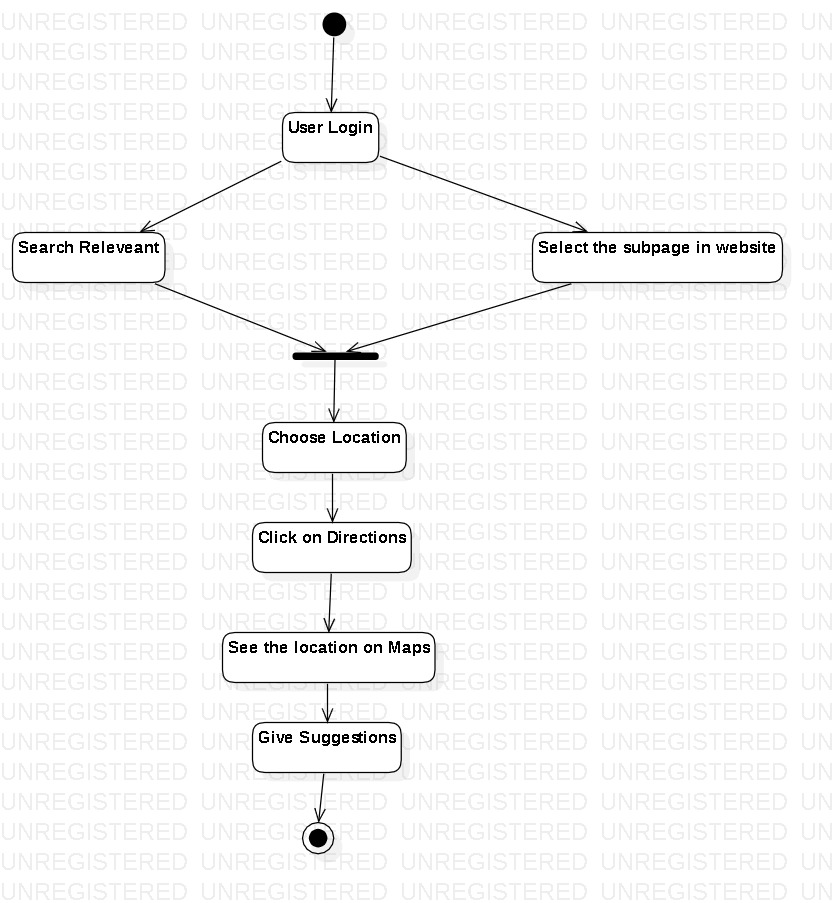 User Login
Search Releveant
Select the subpage in website
Choose Location
Click on Directions
See the location on Maps
Give Suggestions
UNREGISTERED UNREGISTERED UNREGISTERED UNREGISTERED UN